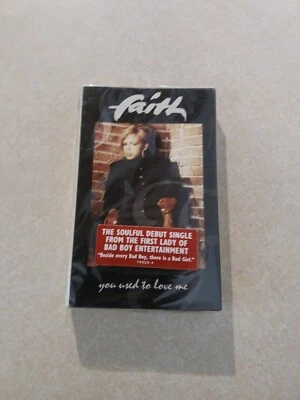 faith
THE SOULFUL DEBUT SINGLE
FROM THE FIRST LADY OF
BAD BOY ENTERTAINMENT
"Beside every Bad Boy, there is a Bad Girl."
you used to love me